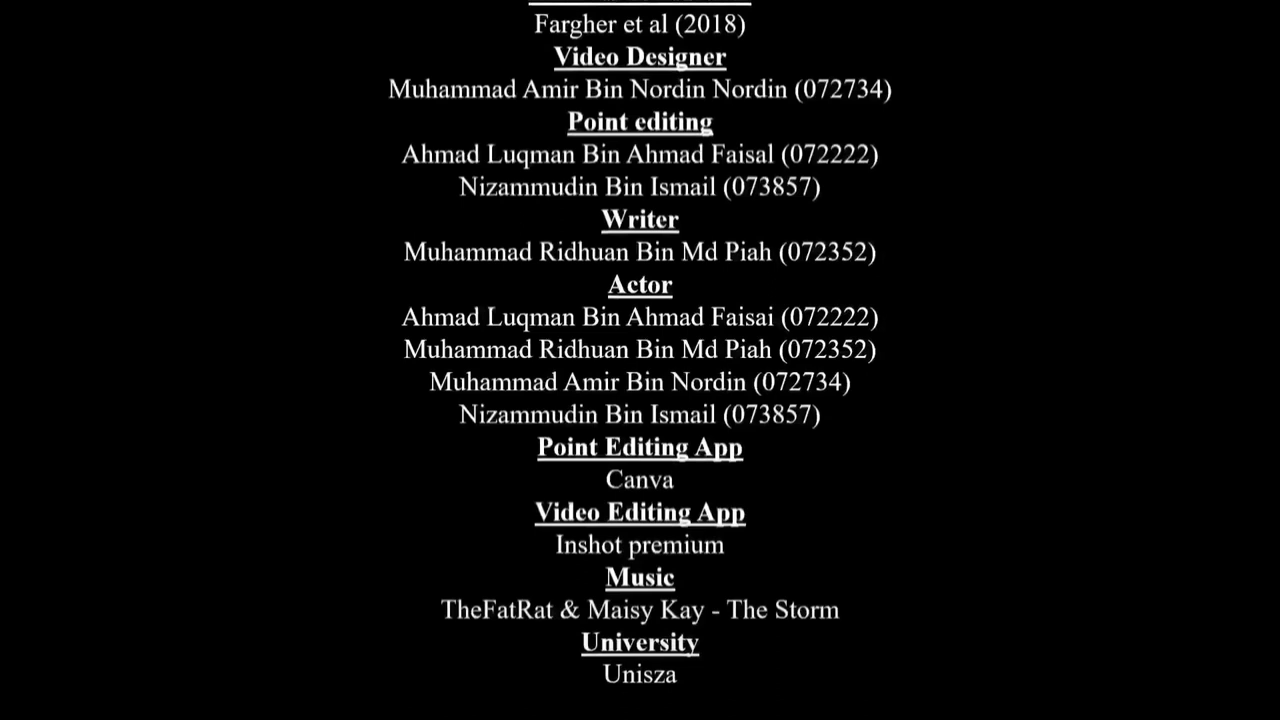 Fargher et al (2018)
Video Designer
Muhammad Amir Bin Nordin Nordin (072734)
Point editing
Ahmad Luqman Bin Ahmad Faisal (072222)
Nizammudin Bin Ismail (073857)
Writer
Muhammad Ridhuan Bin Md Piah (072352)
Actor
Ahmad Luqman Bin Ahmad Faisai (072222)
Muhammad Ridhuan Bin Md Piah (072352)
Muhammad Amir Bin Nordin (072734)
Nizammudin Bin Ismail (073857)
Point Editing App
Canva
Video Editing App
Inshot premium
Music
TheFatRat & Maisy Kay - The Storm
University
Unisza